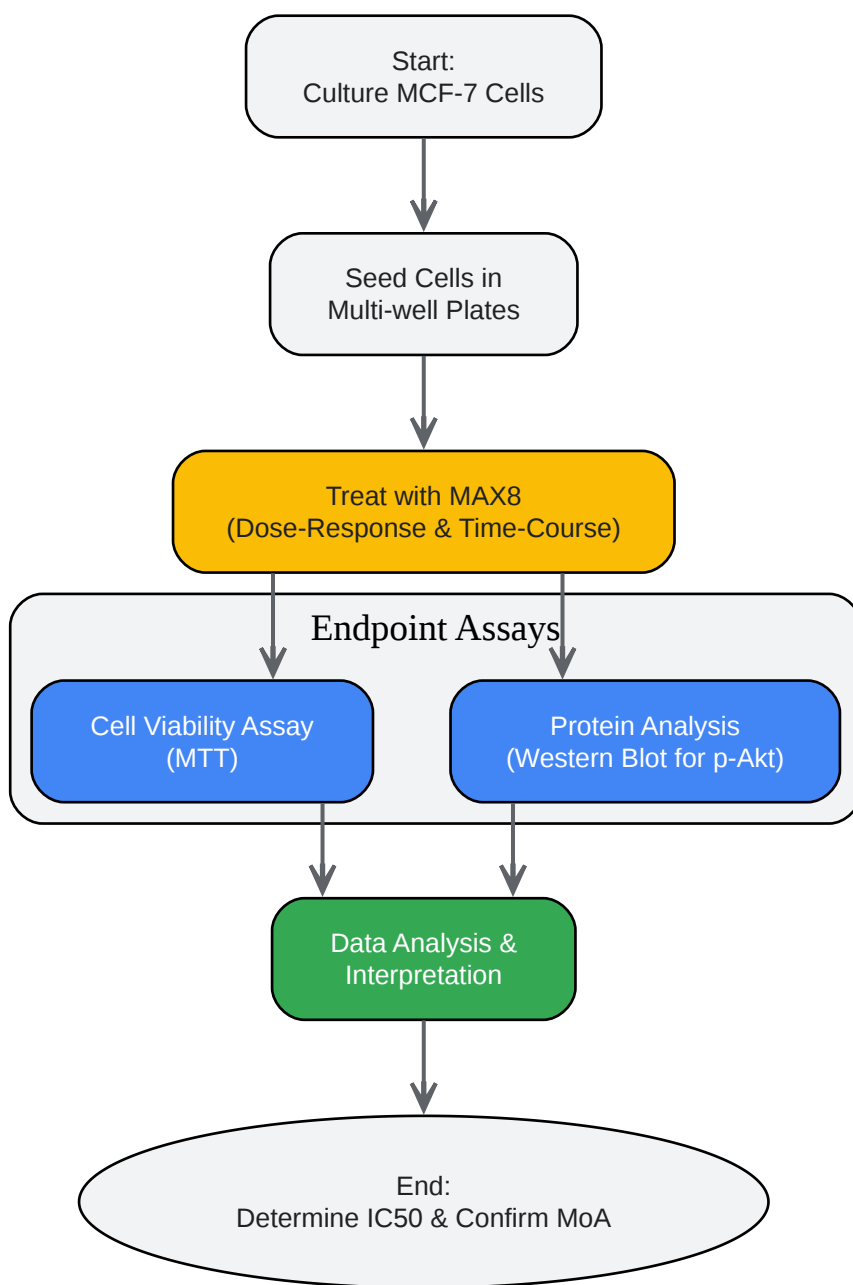 Start:
Culture MCF-7 Cells
Seed Cells in
Multi-well Plates
Treat with MAX8
(Dose-Response & Time-Course)
Endpoint Assays
Cell Viability Assay
(MTT)
Protein Analysis
(Western Blot for p-Akt)
Data Analysis &
Interpretation
End:
Determine IC50 & Confirm MoA